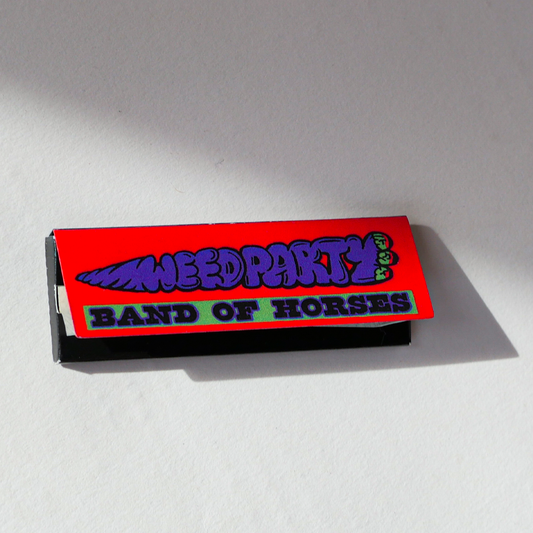 WEED PARTY
BAND OF HORSES